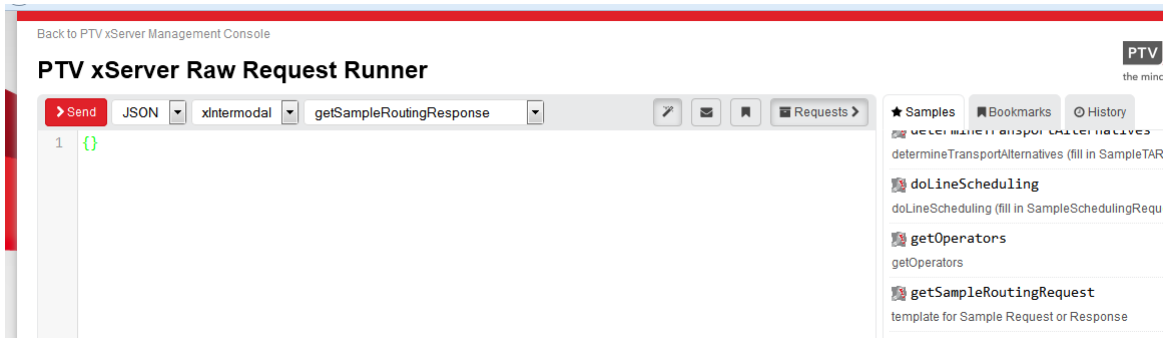 Back to PTV xServer Management Console
PTV
the mind
PTV xServer Raw Request Runner
Send JSON xIntermodal getSampleRoutingResponse Requests
Samples Bookmarks History
1 {}
determineTransportAlternatives
determineTransportAlternatives (fill in SampleTAR
doLineScheduling
doLineScheduling (fill in SampleSchedulingRequ
getOperators
getOperators
getSampleRoutingRequest
template for Sample Request or Response